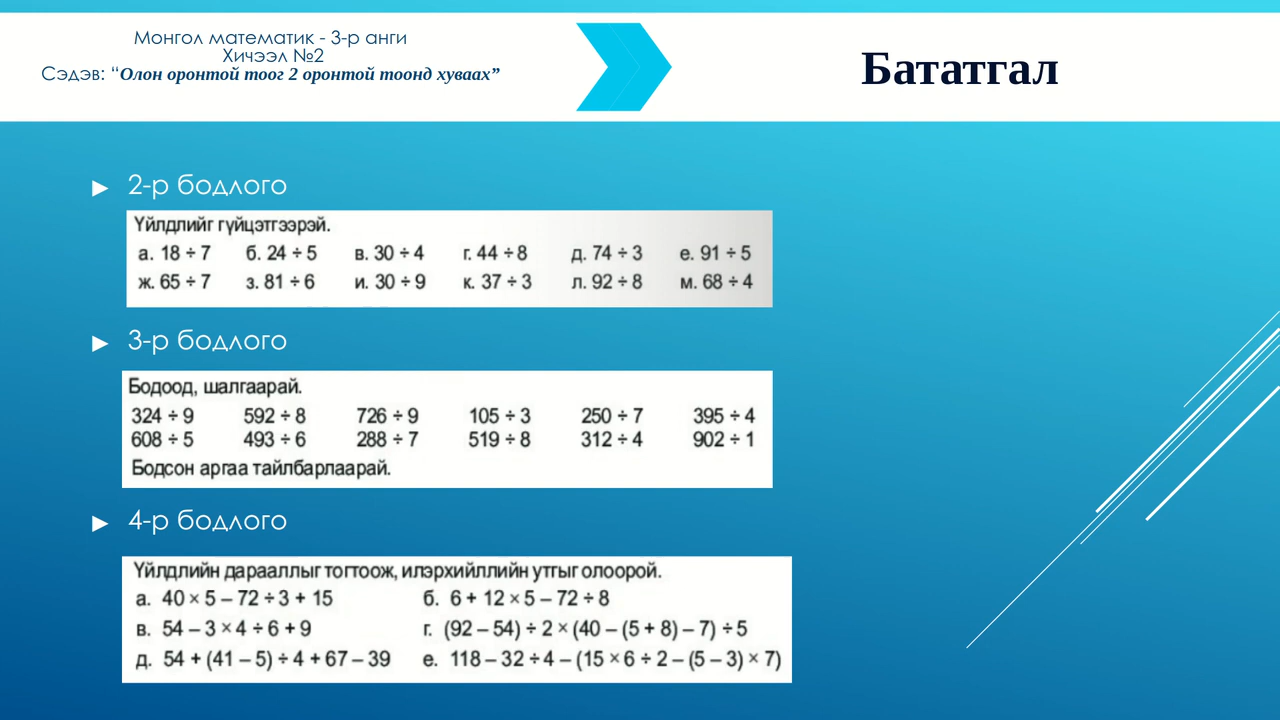 Монгол математик - 3-р анги
Хичээл №2
Сэдэв: “Олон оронтой тоог 2 оронтой тоонд хуваах”
Бататгал
► 2-р бодлого
Үйлдлийг гүйцэтгээрэй.
а. 18 ÷ 7 б. 24 ÷ 5 в. 30 ÷ 4 г. 44 ÷ 8 д. 74 ÷ 3 е. 91 ÷ 5
ж. 65 ÷ 7 з. 81 ÷ 6 и. 30 ÷ 9 к. 37 ÷ 3 л. 92 ÷ 8 м. 68 ÷ 4
► 3-р бодлого
Бодоод, шалгаарай.
324 ÷ 9 592 ÷ 8 726 ÷ 9 105 ÷ 3 250 ÷ 7 395 ÷ 4
608 ÷ 5 493 ÷ 6 288 ÷ 7 519 ÷ 8 312 ÷ 4 902 ÷ 1
Бодсон аргаа тайлбарлаарай.
► 4-р бодлого
Үйлдлийн дарааллыг тогтоож, илэрхийллийн утгыг олоорой.
а. 40 × 5 – 72 ÷ 3 + 15 б. 6 + 12 × 5 – 72 ÷ 8
в. 54 – 3 × 4 ÷ 6 + 9 г. (92 – 54) ÷ 2 × (40 – (5 + 8) – 7) ÷ 5
д. 54 + (41 – 5) ÷ 4 + 67 – 39 е. 118 – 32 ÷ 4 – (15 × 6 ÷ 2 – (5 – 3) × 7)